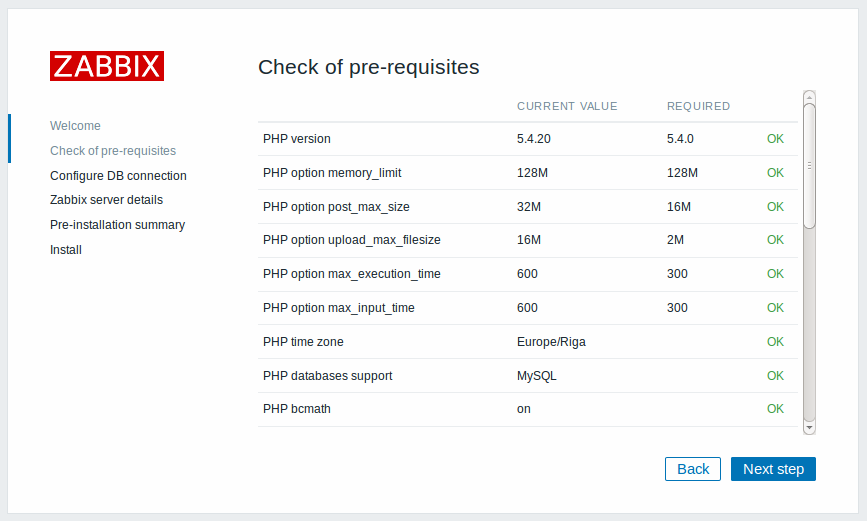 ZABBIX
Welcome
Check of pre-requisites
Configure DB connection
Zabbix server details
Pre-installation summary
Install
Check of pre-requisites
CURRENT VALUE REQUIRED
PHP version 5.4.20 5.4.0 OK
PHP option memory_limit 128M 128M OK
PHP option post_max_size 32M 16M OK
PHP option upload_max_filesize 16M 2M OK
PHP option max_execution_time 600 300 OK
PHP option max_input_time 600 300 OK
PHP time zone Europe/Riga OK
PHP databases support MySQL OK
PHP bcmath on OK
Back Next step